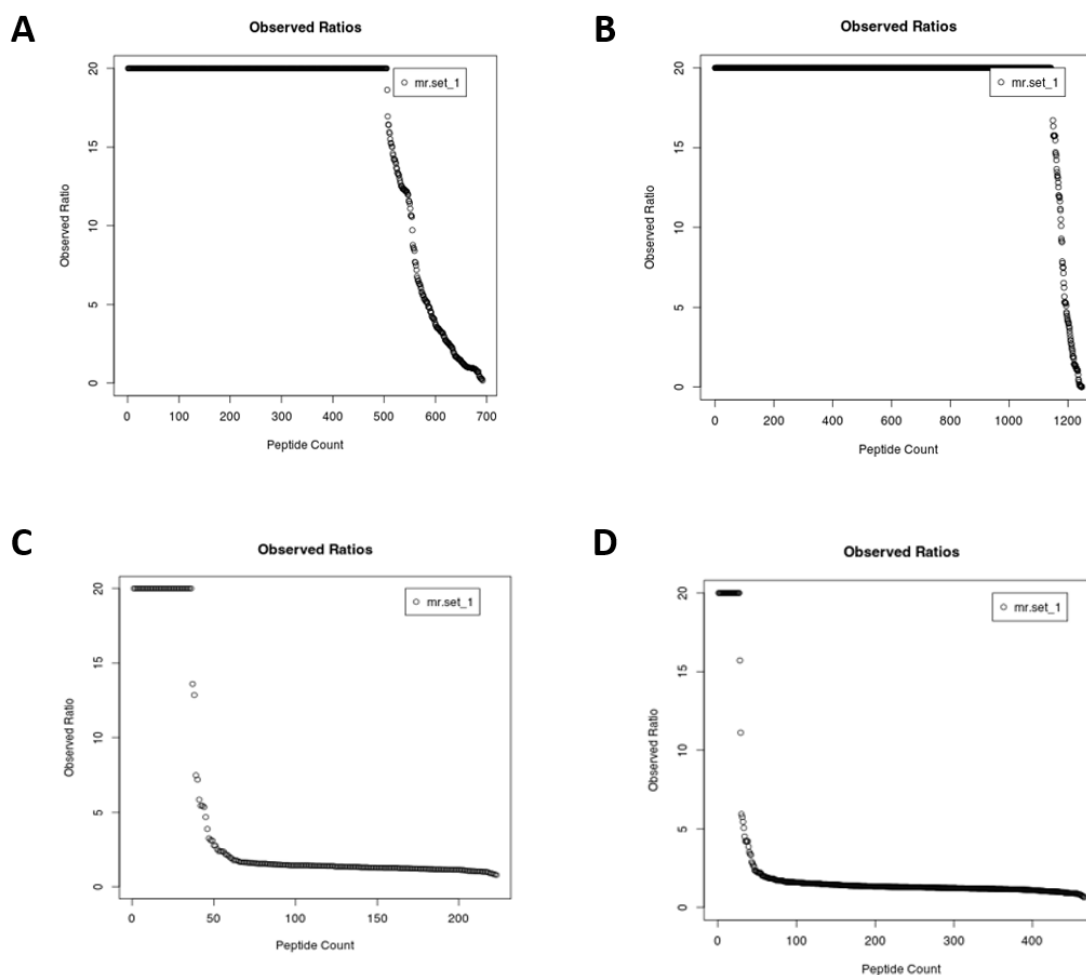 A
Observed Ratios
mr.set_1
20
15
10
5
0
Observed Ratio
0 100 200 300 400 500 600 700
Peptide Count
B
Observed Ratios
mr.set_1
20
15
10
5
0
Observed Ratio
0 200 400 600 800 1000 1200
Peptide Count
C
Observed Ratios
mr.set_1
20
15
10
5
0
Observed Ratio
0 50 100 150 200
Peptide Count
D
Observed Ratios
mr.set_1
20
15
10
5
0
Observed Ratio
0 100 200 300 400
Peptide Count